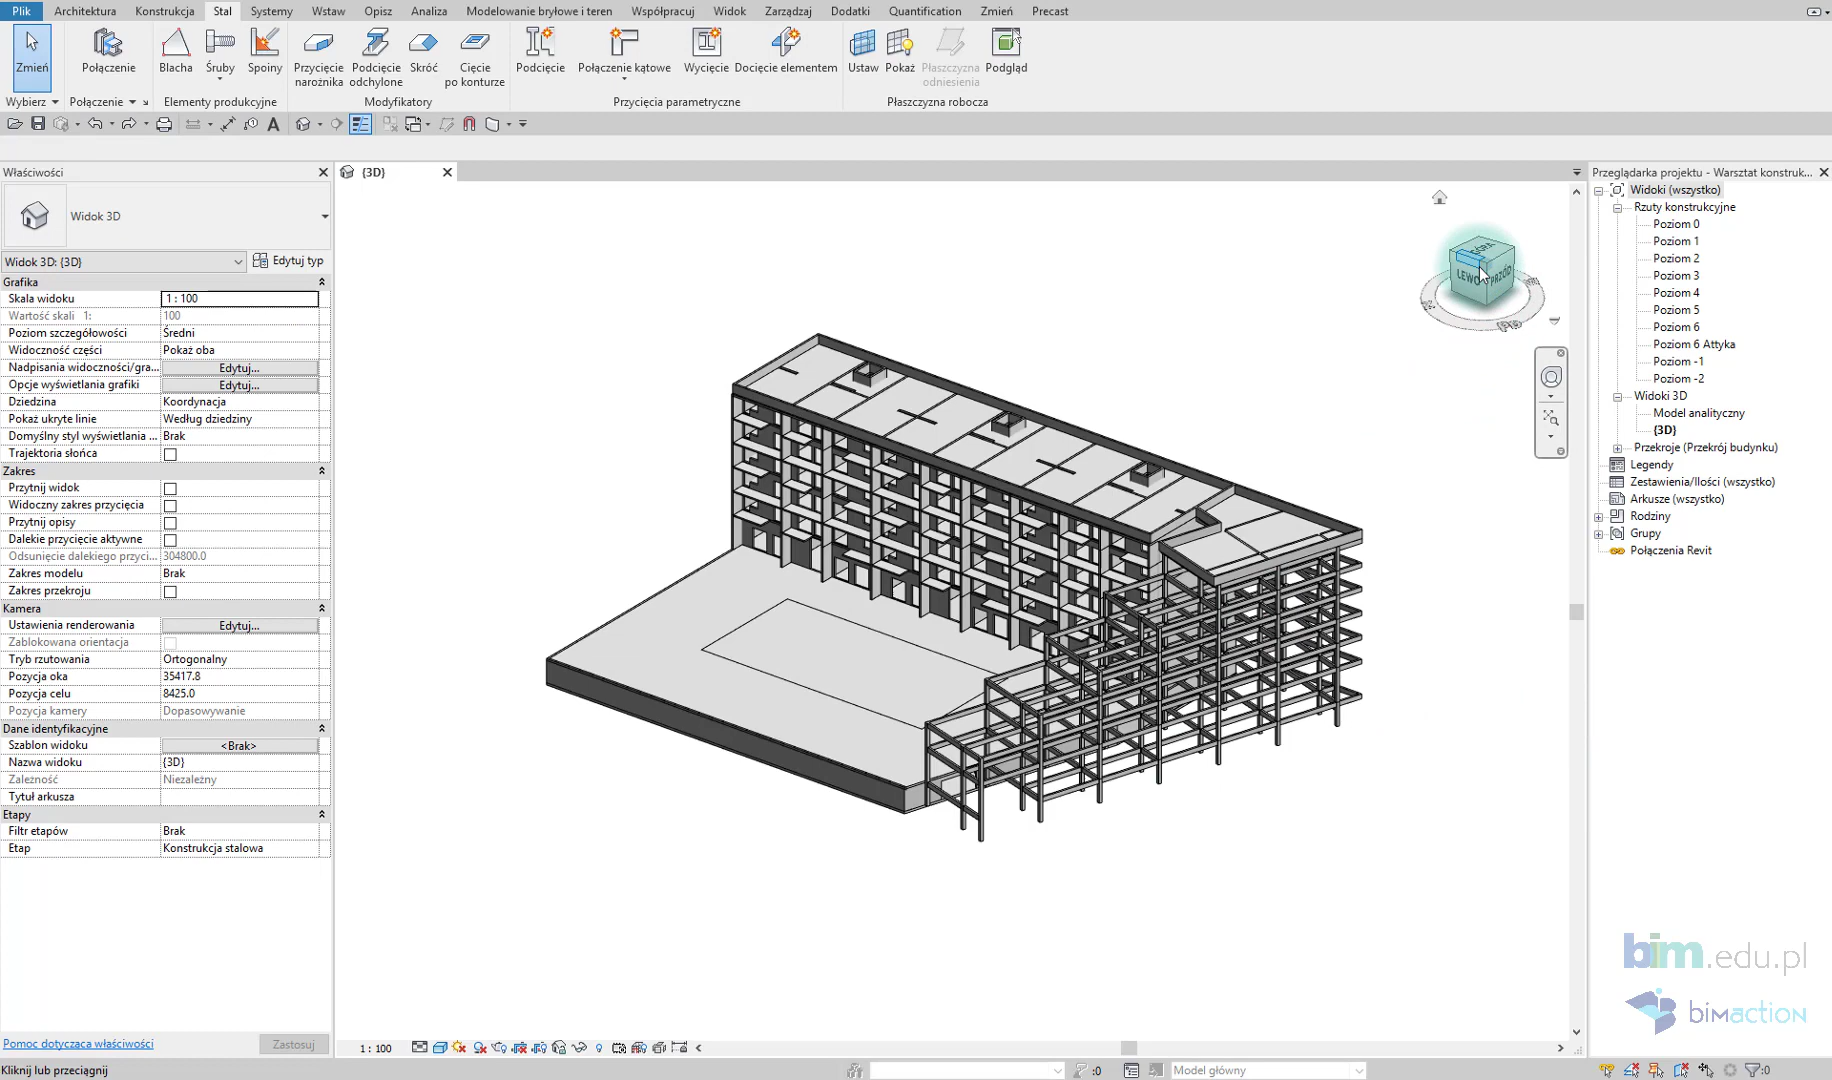 Plik Architektura Konstrukcja Stal Systemy Wstaw Opisz Analiza Modelowanie bryłowe i teren Współpracuj Widok Zarządzaj Dodatki Quantification Zmień Precast
Zmień Połączenie Blacha Śruby Spoiny Przycięcie narożnika Podcięcie odchylone Skróć Cięcie po konturze Podcięcie Połączenie kątowe Wycięcie Docięcie elementem Ustaw Pokaż Płaszczyzna odniesienia Podgląd
Wybierz Połączenie Elementy produkcyjne Modyfikatory Przycięcia parametryczne Płaszczyzna robocza
Właściwości
{3D}
Przeglądarka projektu - Warsztat konstruk...
Widok 3D
Widok 3D: {3D} Edytuj typ
Grafika
Skala widoku 1 : 100
Wartość skali 1: 100
Poziom szczegółowości Średni
Widoczność części Pokaż oba
Nadpisania widoczności/gra... Edytuj...
Opcje wyświetlania grafiki Edytuj...
Dziedzina Koordynacja
Pokaż ukryte linie Według dziedziny
Domyślny styl wyświetlania ... Brak
Trajektoria słońca
Zakres
Przytnij widok
Widoczny zakres przycięcia
Przytnij opisy
Dalekie przycięcie aktywne
Odsunięcie dalekiego przyci... 304800.0
Zakres modelu Brak
Zakres przekroju
Kamera
Ustawienia renderowania Edytuj...
Zablokowana orientacja
Tryb rzutowania Ortogonalny
Pozycja oka 35417.8
Pozycja celu 8425.0
Pozycja kamery Dopasowywanie
Dane identyfikacyjne
Szablon widoku <Brak>
Nazwa widoku {3D}
Zależność Niezależny
Tytuł arkusza
Etapy
Filtr etapów Brak
Etap Konstrukcja stalowa
Pomoc dotycząca właściwości Zastosuj
GÓRA
LEWO PRZÓD
Widoki (wszystko)
Rzuty konstrukcyjne
Poziom 0
Poziom 1
Poziom 2
Poziom 3
Poziom 4
Poziom 5
Poziom 6
Poziom 6 Attyka
Poziom -1
Poziom -2
Widoki 3D
Model analityczny
{3D}
Przekroje (Przekrój budynku)
Legendy
Zestawienia/Ilości (wszystko)
Arkusze (wszystko)
Rodziny
Grupy
Połączenia Revit
bim.edu.pl
bimaction
1 : 100
Kliknij lub przeciągnij
:0
Model główny
:0